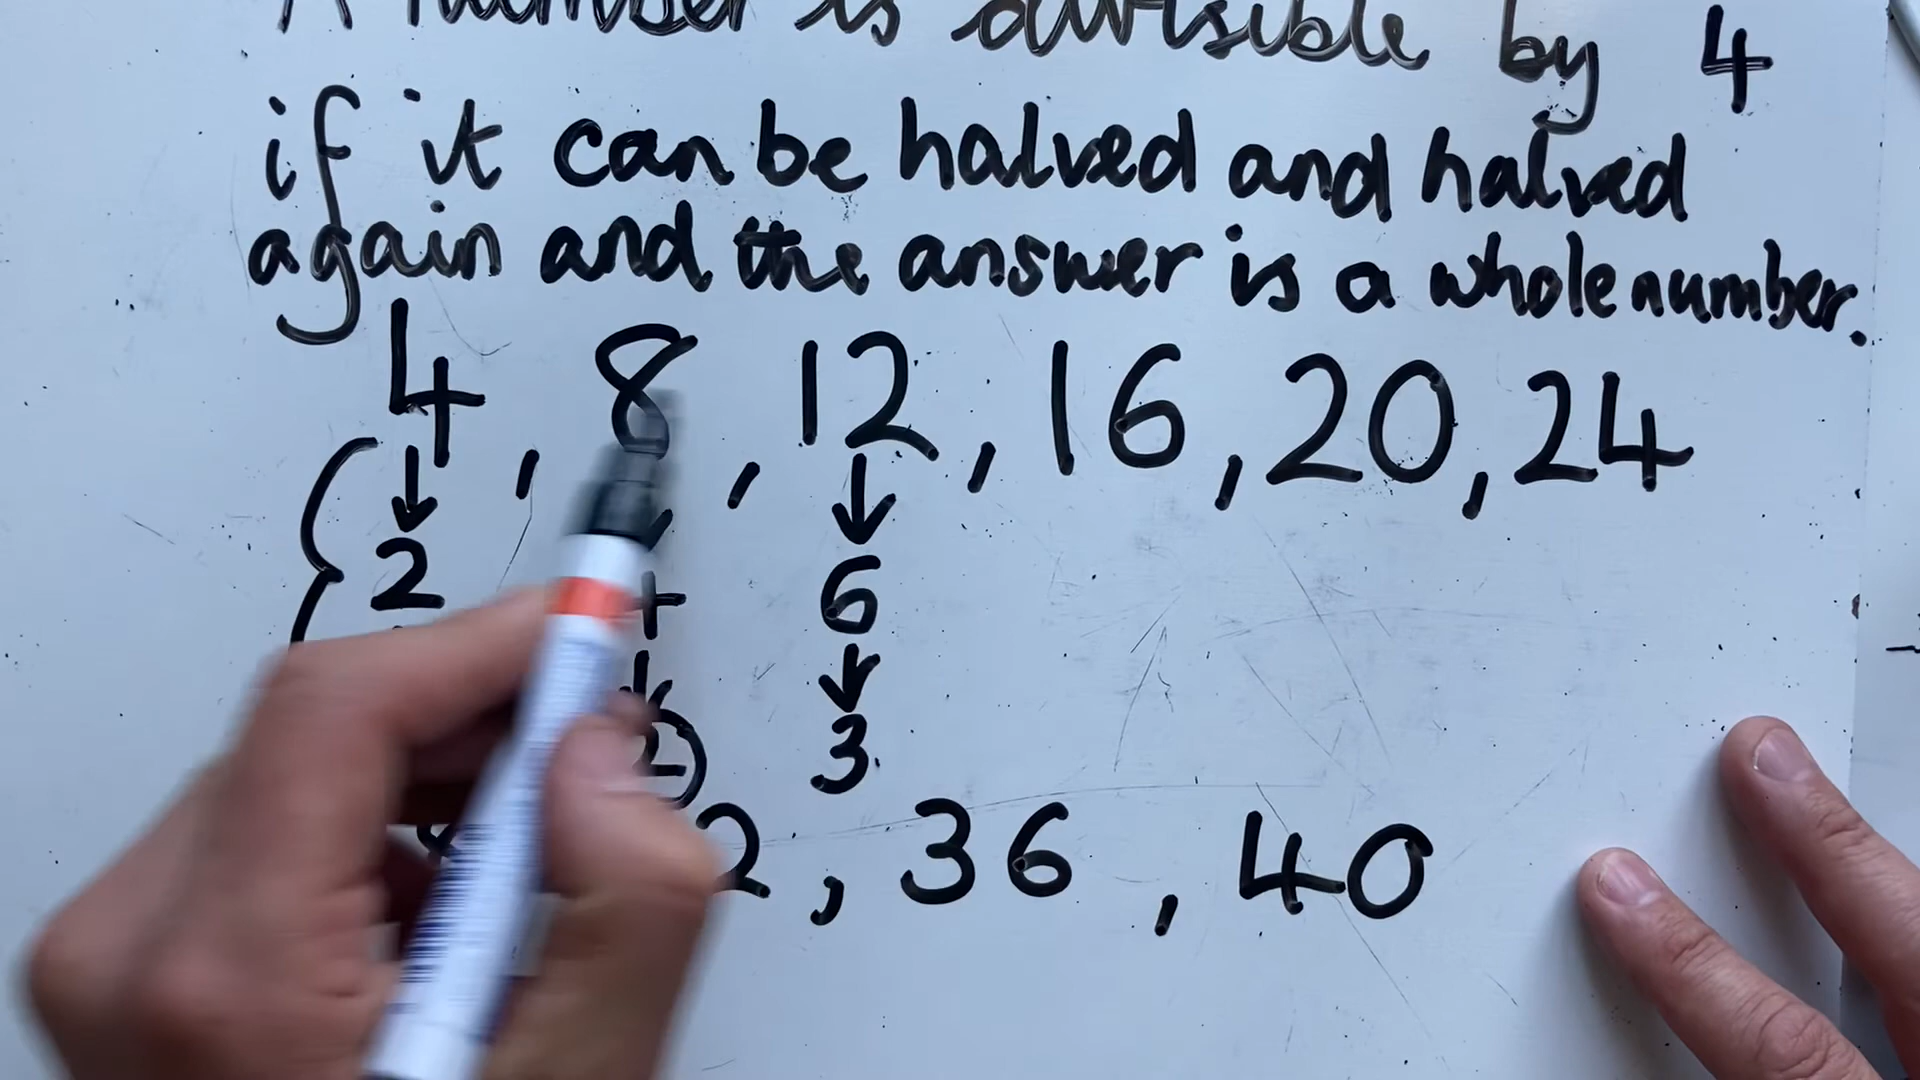 A number is divisible by 4
if it can be halved and halved
again and the answer is a whole number.
4, 8, 12, 16, 20, 24
2 6
3
, 36, 40